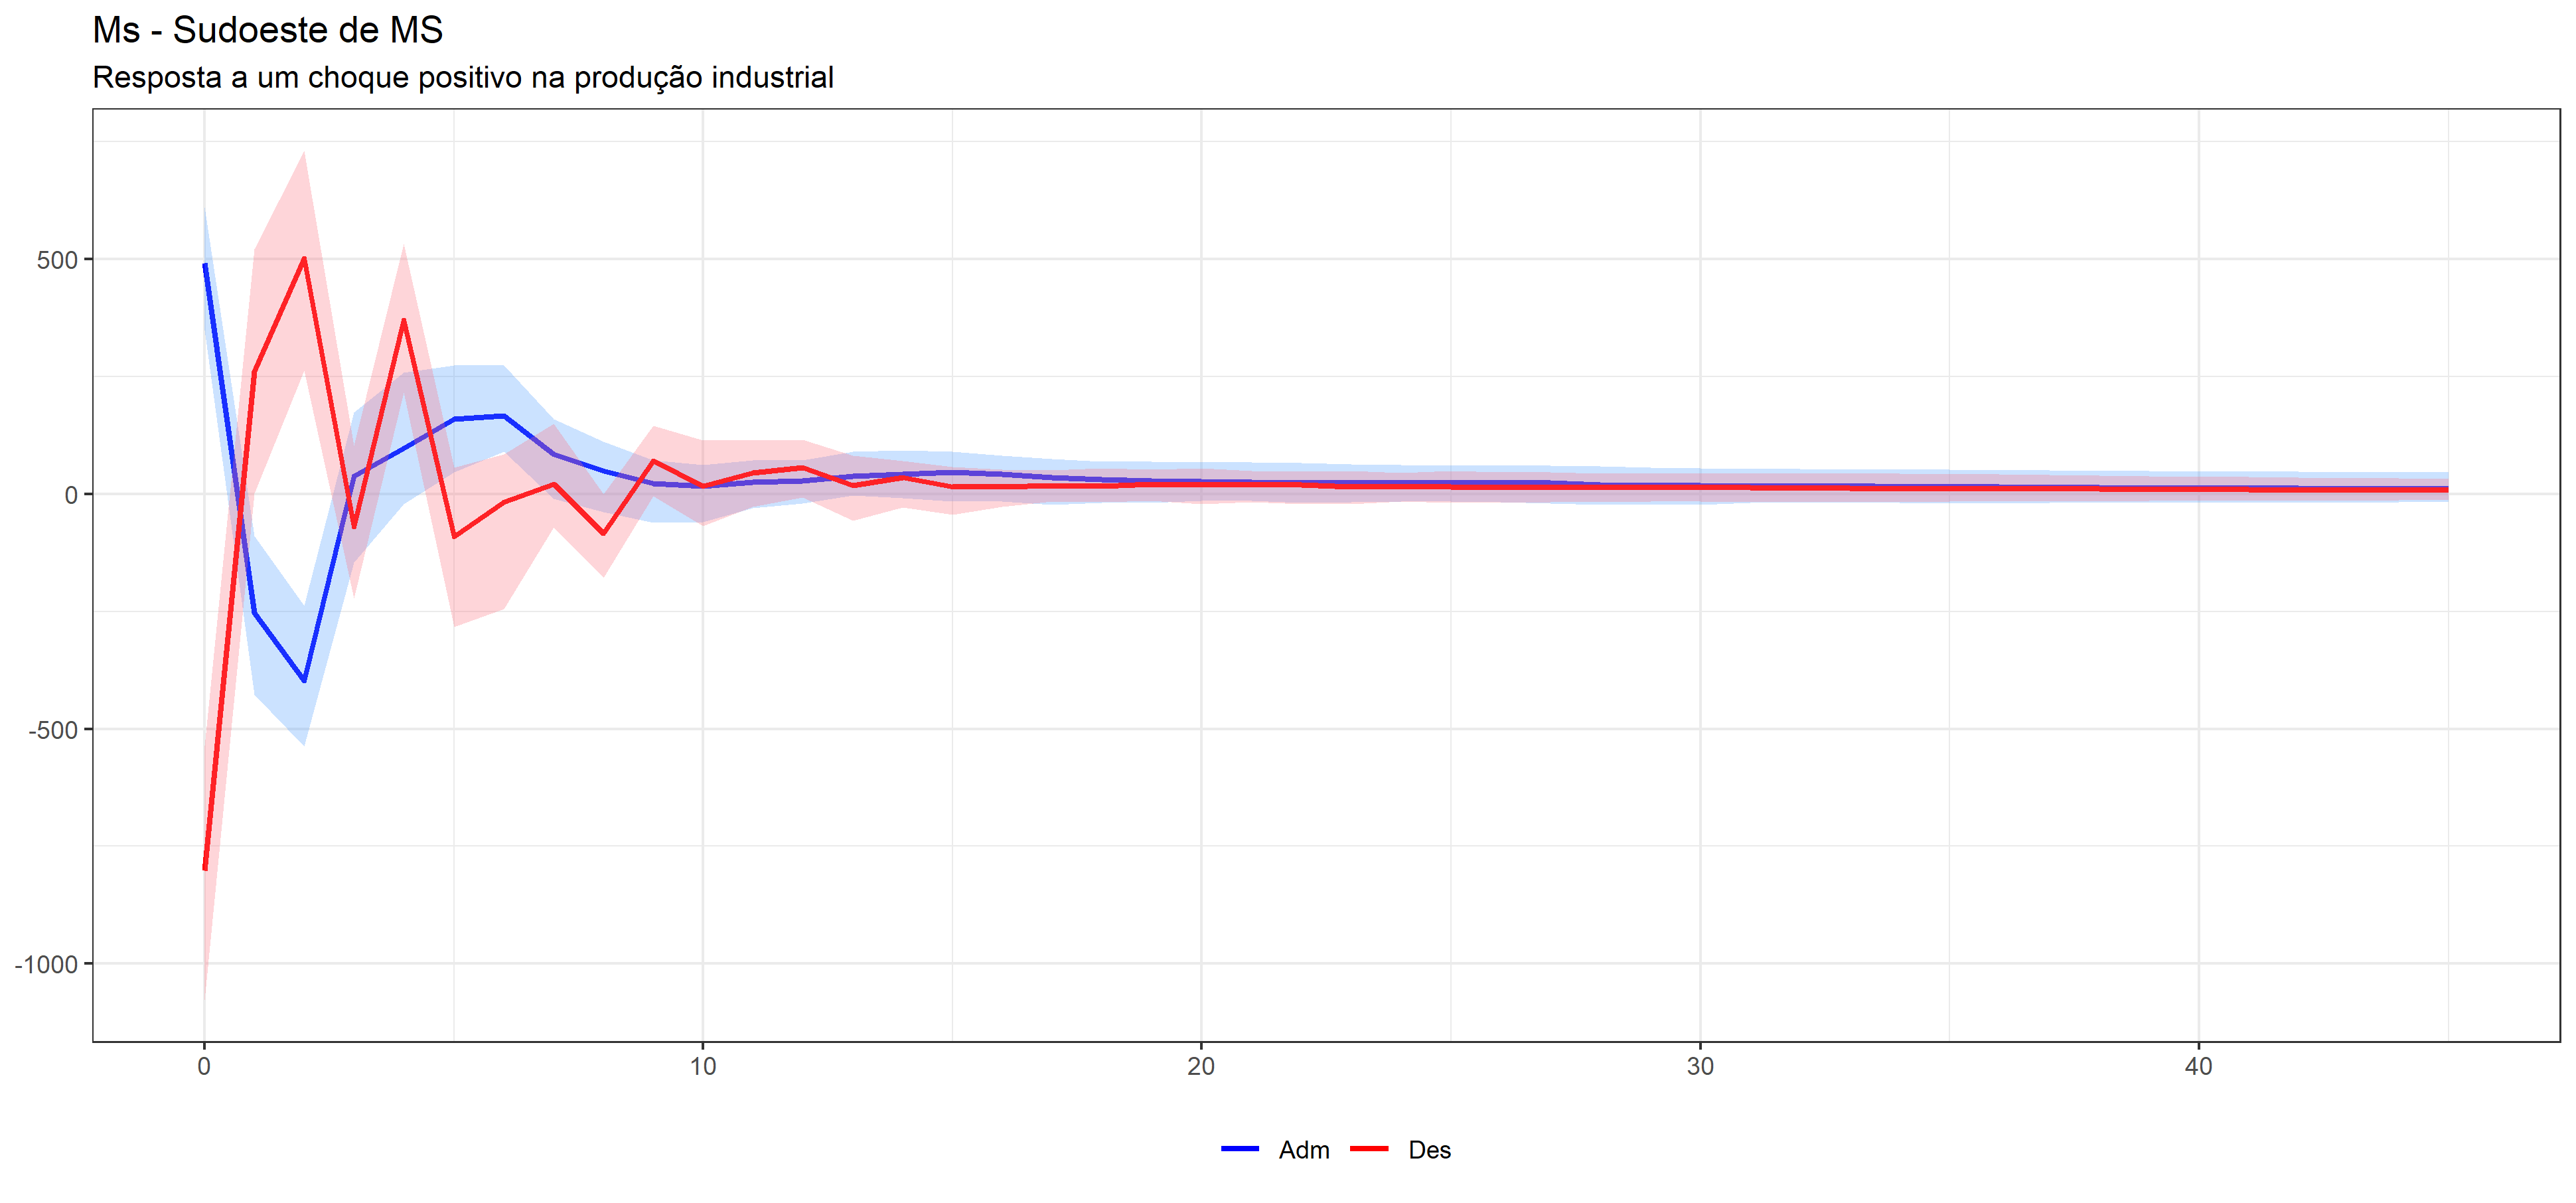 Ms - Sudoeste de MS
Resposta a um choque positivo na produção industrial
500
0
-500
-1000
0 10 20 30 40
Adm Des